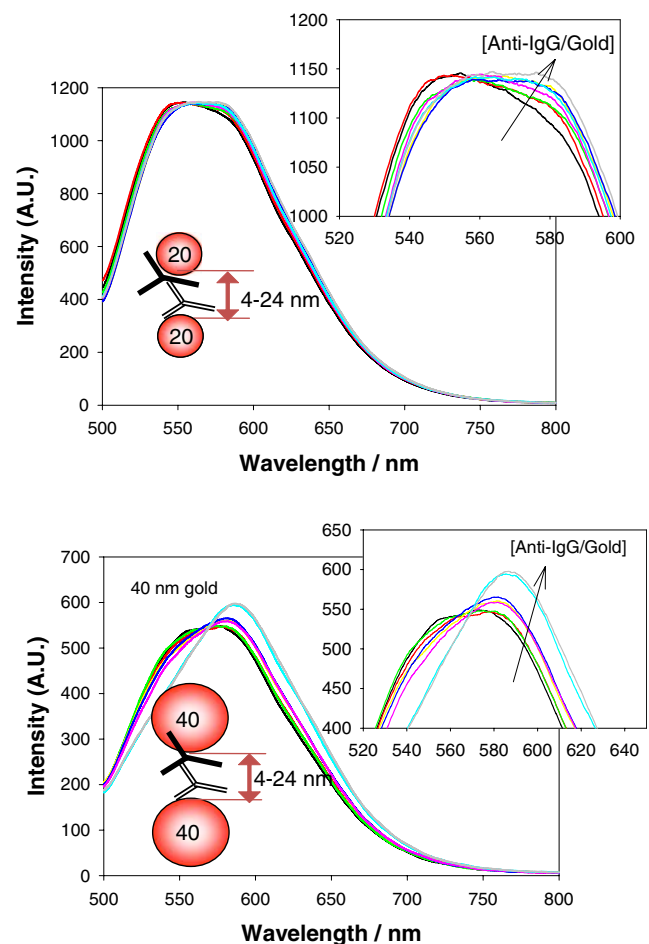 [Anti-IgG/Gold]
1150
1100
1050
1000
520 540 560 580 600
1200
1000
800
600
400
200
0
20
4-24 nm
20
500 550 600 650 700 750 800
Intensity (A.U.)
Wavelength / nm
[Anti-IgG/Gold]
650
600
550
500
450
400
520 540 560 580 600 620 640
700
600
500
400
300
200
100
0
40 nm gold
40
4-24 nm
40
500 550 600 650 700 750 800
Intensity (A.U.)
Wavelength / nm